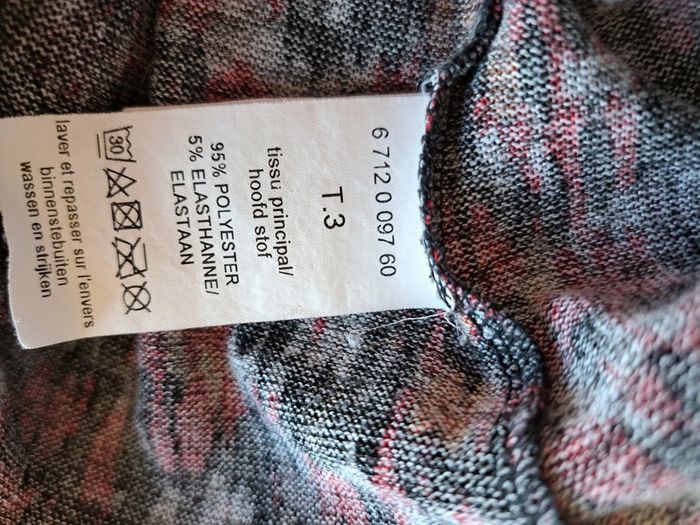 6 712 0 097 60
T.3
tissu principal/
hoofd stof
95% POLYESTER
5% ELASTHANNE/
ELASTAAN
30
laver et repasser sur l'envers
binnenstebuiten
wassen en strijken